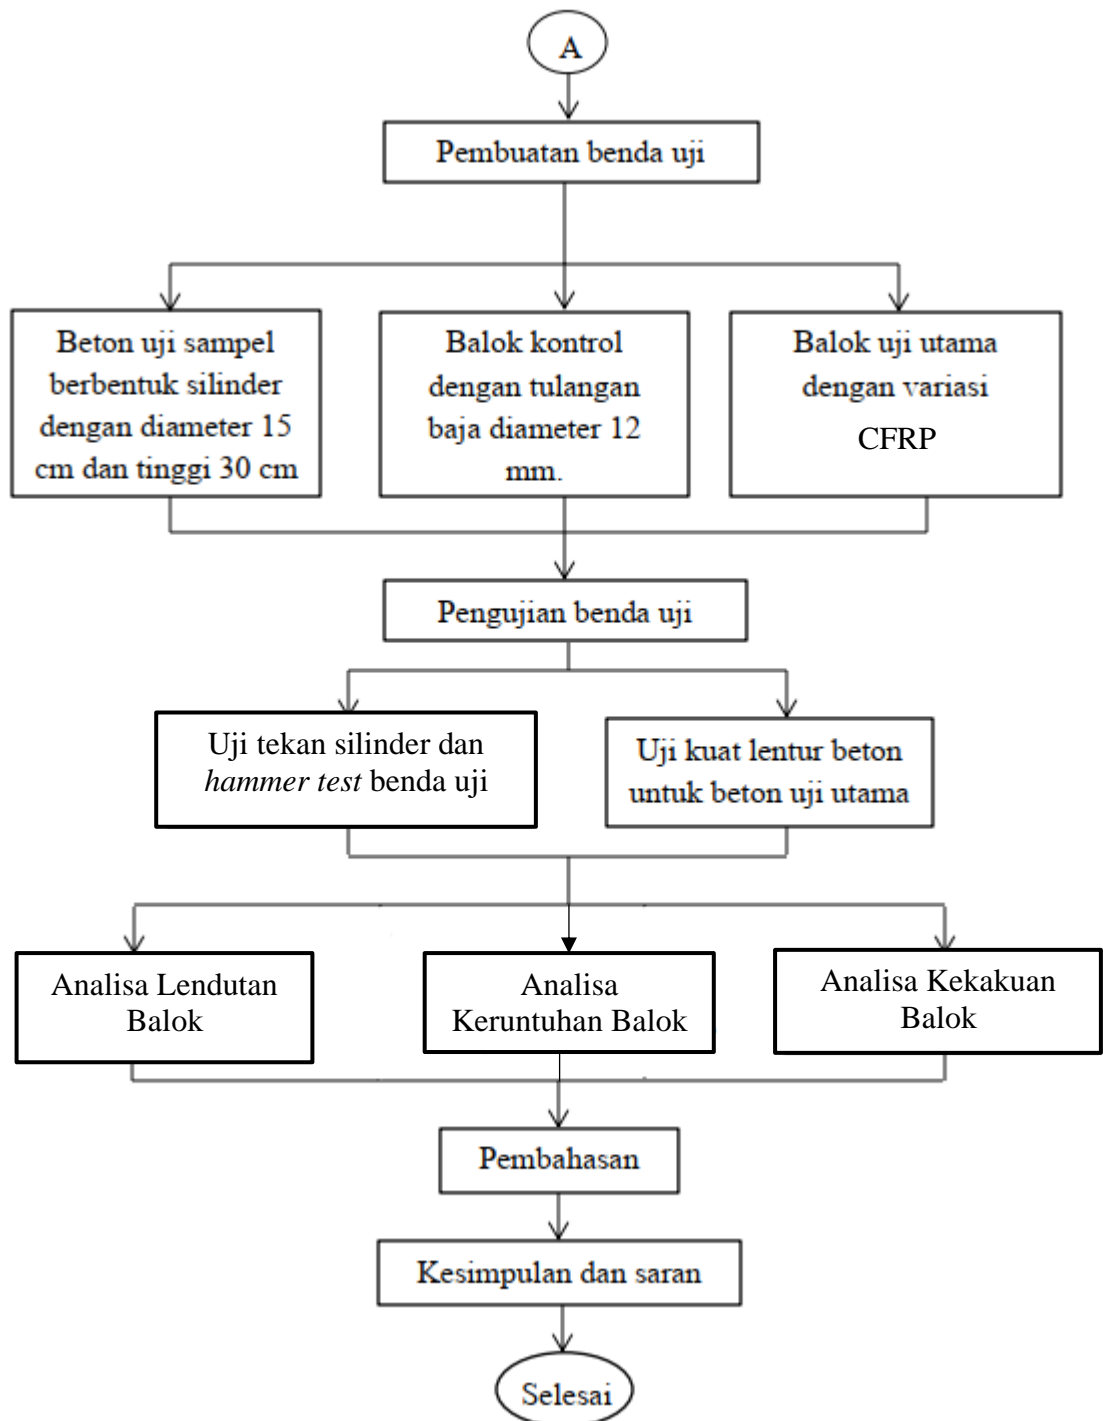 A
Pembuatan benda uji
Beton uji sampel
berbentuk silinder
dengan diameter 15
cm dan tinggi 30 cm
Balok kontrol
dengan tulangan
baja diameter 12
mm.
Balok uji utama
dengan variasi
CFRP
Pengujian benda uji
Uji tekan silinder dan
hammer test benda uji
Uji kuat lentur beton
untuk beton uji utama
Analisa Lendutan
Balok
Analisa
Keruntuhan Balok
Analisa Kekakuan
Balok
Pembahasan
Kesimpulan dan saran
Selesai